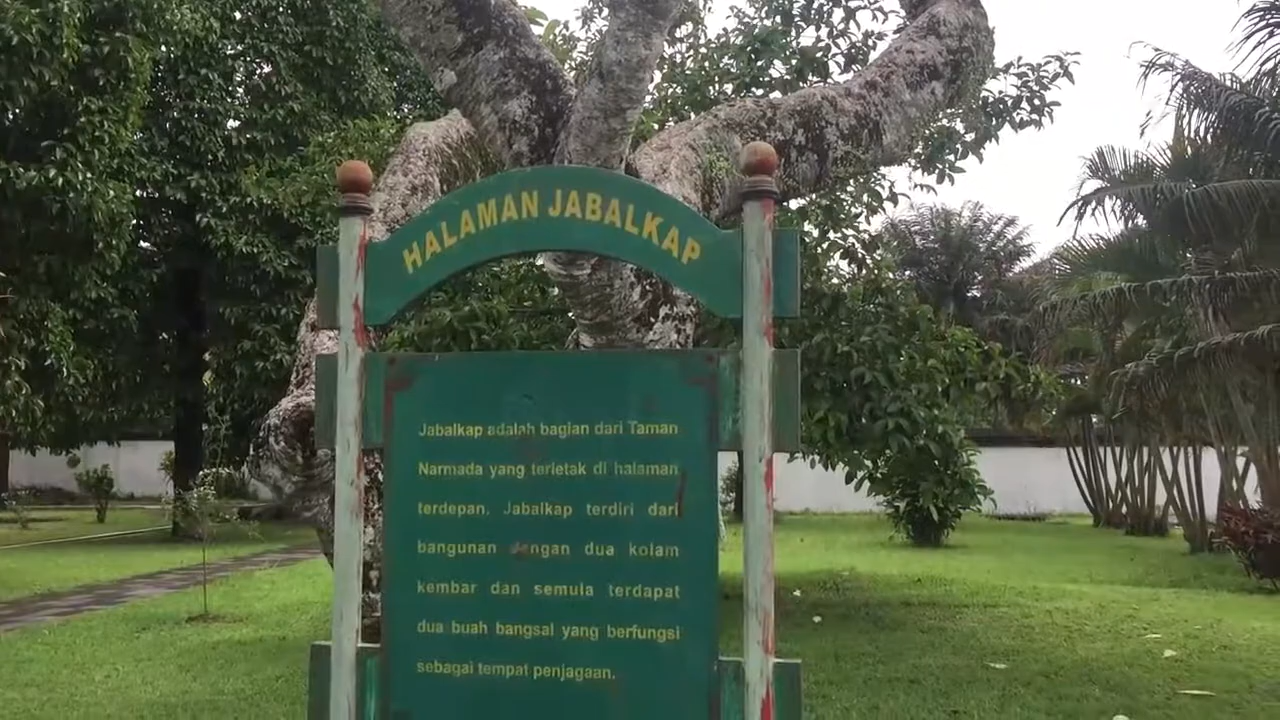 HALAMAN JABALKAP
Jabalkap adalah bagian dari Taman
Narmada yang terletak di halaman
terdepan. Jabalkap terdiri dari
bangunan dengan dua kolam
kembar dan semula terdapat
dua buah bangsal yang berfungsi
sebagai tempat penjagaan.